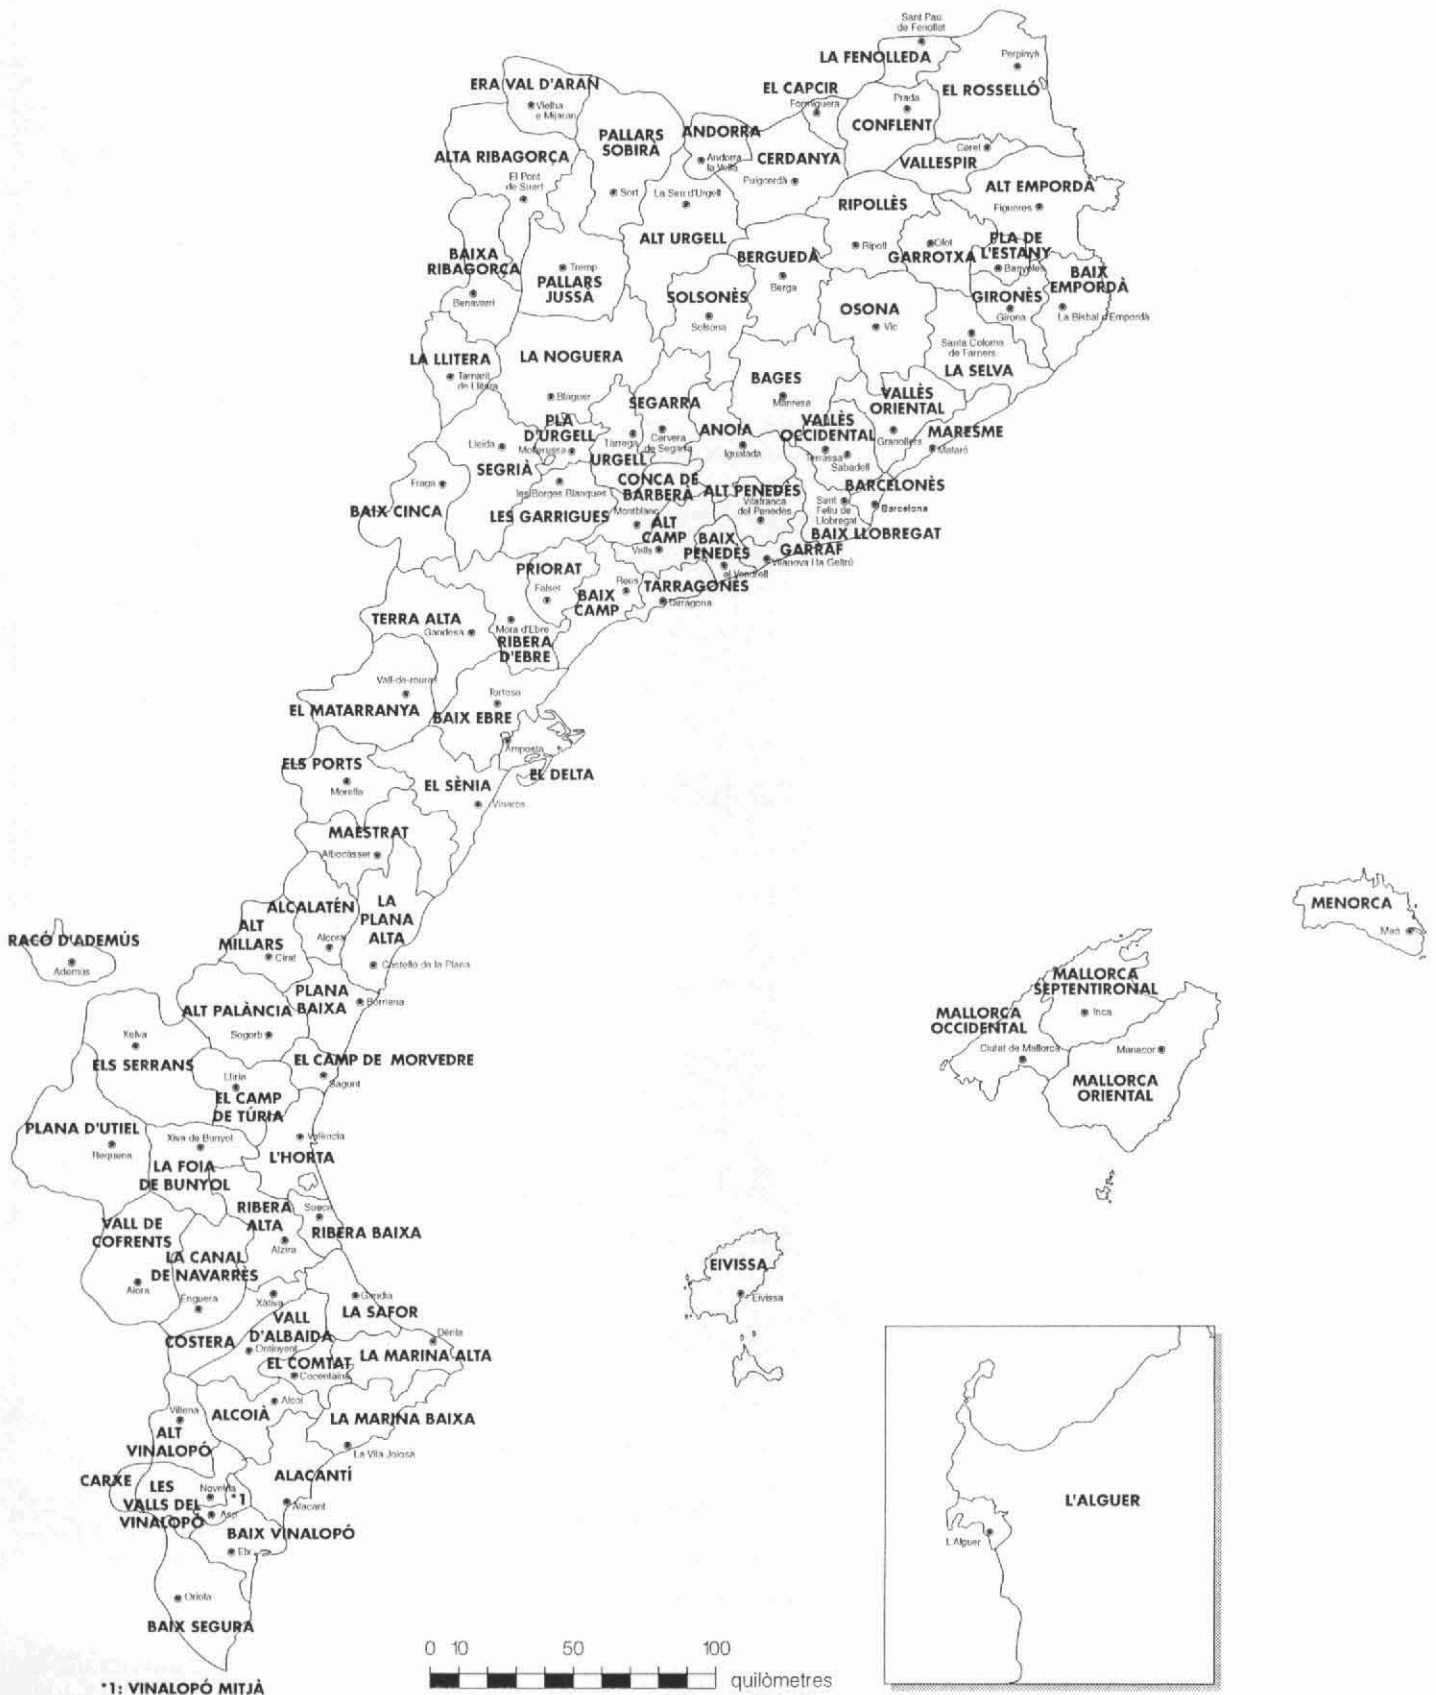 Sant Pau
de Fenollet
LA FENOLLEDA
Perpinyà
EL ROSSELLÓ
ERA VAL D'ARAN
Vielha
e Mijaran
EL CAPCIR
Formiguera
Prada
CONFLENT
PALLARS
SOBIRÀ
ANDORRA
Andorra
la Vella
CERDANYA
Puigcerdà
Ceret
VALLESPIR
ALTA RIBAGORÇA
El Pont
de Suert
Sort
La Seu d'Urgell
ALT EMPORDÀ
Figueres
RIPOLLÈS
Ripoll
ALT URGELL
Olot
GARROTXA
PLA DE
L'ESTANY
Banyoles
BAIXA
RIBAGORÇA
Benavarri
Tremp
PALLARS
JUSSÀ
BERGUEDÀ
Berga
BAIX
EMPORDÀ
La Bisbal d'Empordà
SOLSONÈS
Solsona
OSONA
Vic
GIRONÈS
Girona
Santa Coloma
de Farners
LA SELVA
LA LLITERA
Tamarit
de Llitera
LA NOGUERA
Blaguer
BAGES
Manresa
SEGARRA
Cervera
de Segarra
VALLÈS
ORIENTAL
Granollers
PLA
D'URGELL
Mollerussa
Tàrrega
URGELL
ANOIA
Igualada
VALLÈS
OCCIDENTAL
Terrassa
Sabadell
MARESME
Mataró
Lleida
SEGRIÀ
Fraga
BAIX CINCA
les Borges Blanques
LES GARRIGUES
CONCA DE
BARBERÀ
Montblanc
ALT PENEDÈS
Vilafranca
del Penedès
BARCELONÈS
Barcelona
Sant
Feliu de
Llobregat
BAIX LLOBREGAT
ALT
CAMP
Valls
BAIX
PENEDÈS
el Vendrell
GARRAF
Vilanova i la Geltrú
PRIORAT
Falset
BAIX
CAMP
Reus
TARRAGONÈS
Tarragona
TERRA ALTA
Gandesa
Mora d'Ebre
RIBERA
D'EBRE
Vall-de-roures
EL MATARRANYA
Tortosa
BAIX EBRE
Amposta
EL DELTA
ELS PORTS
Morella
EL SÈNIA
Vinaròs
MAESTRAT
Albocàsser
ALCALATÉN
Alcora
LA
PLANA
ALTA
Castelló de la Plana
MENORCA
Maó
RACÓ D'ADEMÚS
Ademús
ALT
MILLARS
Cirat
MALLORCA
SEPTENTIRONAL
Inca
PLANA
BAIXA
Borriana
ALT PALÀNCIA
Sogorb
MALLORCA
OCCIDENTAL
Ciutat de Mallorca
Manacor
MALLORCA
ORIENTAL
Xelva
ELS SERRANS
EL CAMP DE MORVEDRE
Sagunt
Llíria
EL CAMP
DE TÚRIA
PLANA D'UTIEL
Requena
Xiva de Bunyol
LA FOIA
DE BUNYOL
València
L'HORTA
RIBERA
ALTA
Alzira
Sueca
RIBERA BAIXA
VALL DE
COFRENTS
Aiora
LA CANAL
DE NAVARRÈS
Enguera
EIVISSA
Eivissa
Xàtiva
COSTERA
Gandia
LA SAFOR
VALL
D'ALBAIDA
Ontinyent
Dénia
LA MARINA ALTA
EL COMTAT
Cocentaina
ALCOIÀ
Alcoi
LA MARINA BAIXA
La Vila Joiosa
Villena
ALT
VINALOPÓ
CARXE
LES
VALLS DEL
VINALOPÓ
Novelda
*1
Asp
ALACANTÍ
Alacant
BAIX VINALOPÓ
Elx
Oriola
BAIX SEGURA
L'ALGUER
L'Alguer
0 10 50 100
quilòmetres
*1: VINALOPÓ MITJÀ